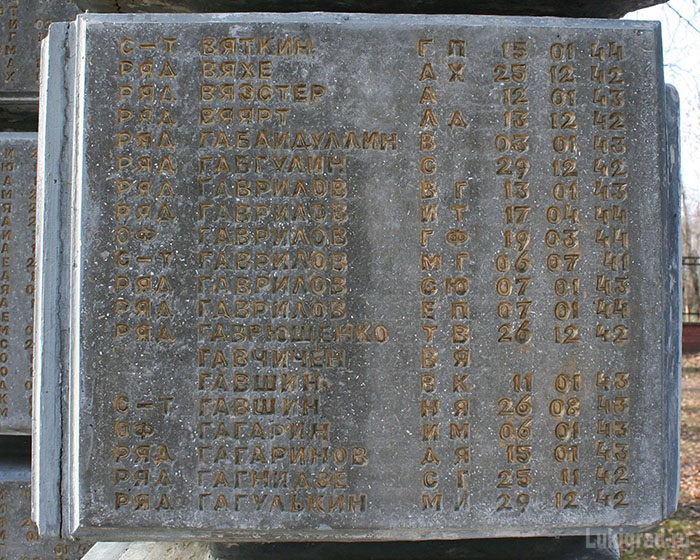 С-Т ВЯТКИН Г П 15 01 44
РЯД ВЯХЕ А Х 25 12 42
РЯД ВЯЭСТЕР А 12 01 43
РЯД ВЯЯРТ Л А 13 12 42
РЯД ГАБАЙДУЛЛИН В 03 01 43
РЯД ГАБГУЛИН С 29 12 42
РЯД ГАВРИЛОВ В Г 13 01 43
РЯД ГАВРИЛОВ И Т 17 04 44
ОФ ГАВРИЛОВ Г Ф 19 03 44
С-Т ГАВРИЛОВ М Г 06 07 41
РЯД ГАВРИЛОВ С Ю 07 01 43
РЯД ГАВРИЛОВ Е П 07 01 44
РЯД ГАВРЮШЕНКО Т В 26 12 42
ГАВЧИЧЕН В Я
ГАВШИН В К 11 01 43
С-Т ГАВШИН Н Я 26 08 43
ОФ ГАГАРИН И М 06 01 43
РЯД ГАГАРИНОВ Д Я 15 01 43
РЯД ГАГНИДЗЕ С Г 25 11 42
РЯД ГАГУЛЬКИН М И 29 12 42